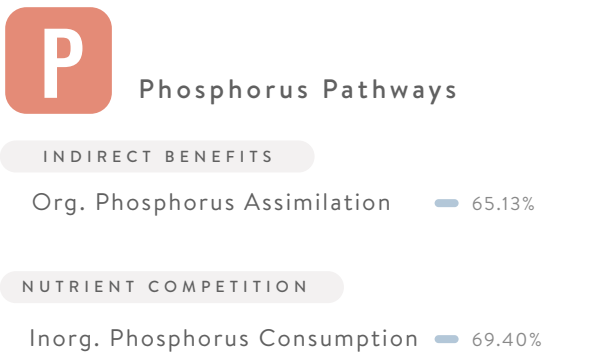 P
Phosphorus Pathways
INDIRECT BENEFITS
Org. Phosphorus Assimilation 65.13%
NUTRIENT COMPETITION
Inorg. Phosphorus Consumption 69.40%